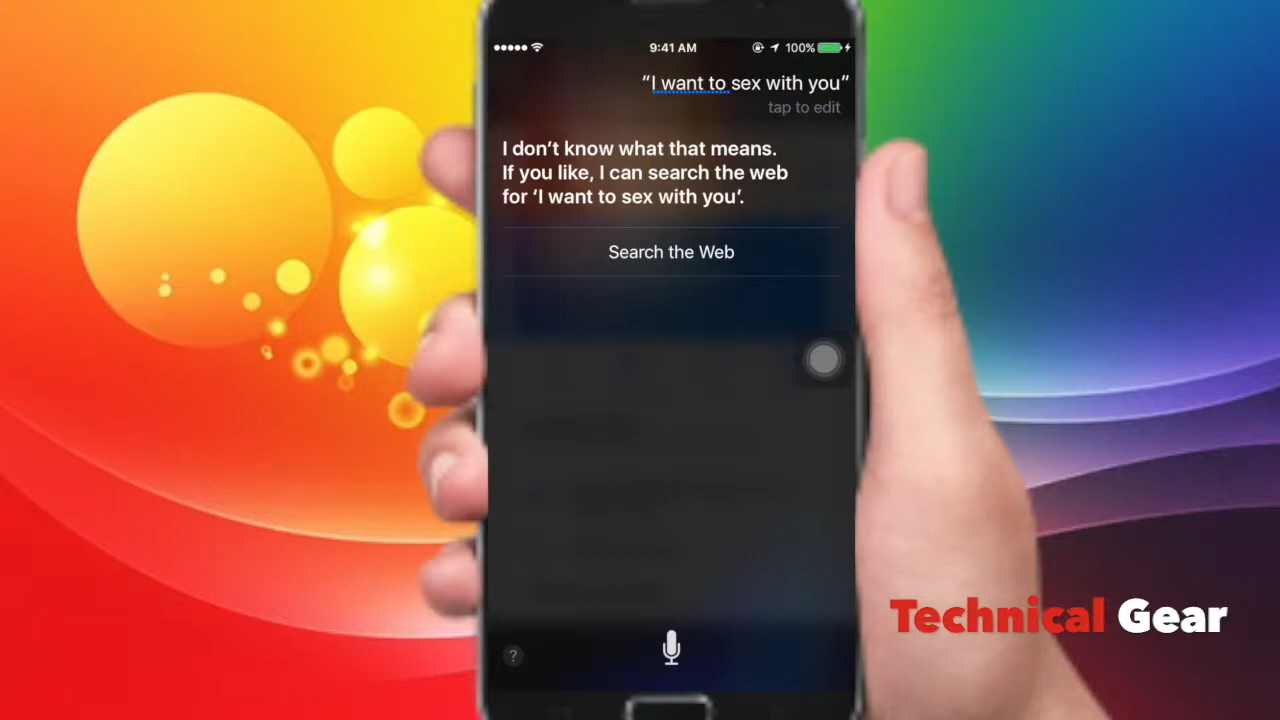 9:41 AM
100%
“I want to sex with you”
tap to edit
I don’t know what that means.
If you like, I can search the web
for ‘I want to sex with you’.
Search the Web
?
Technical Gear